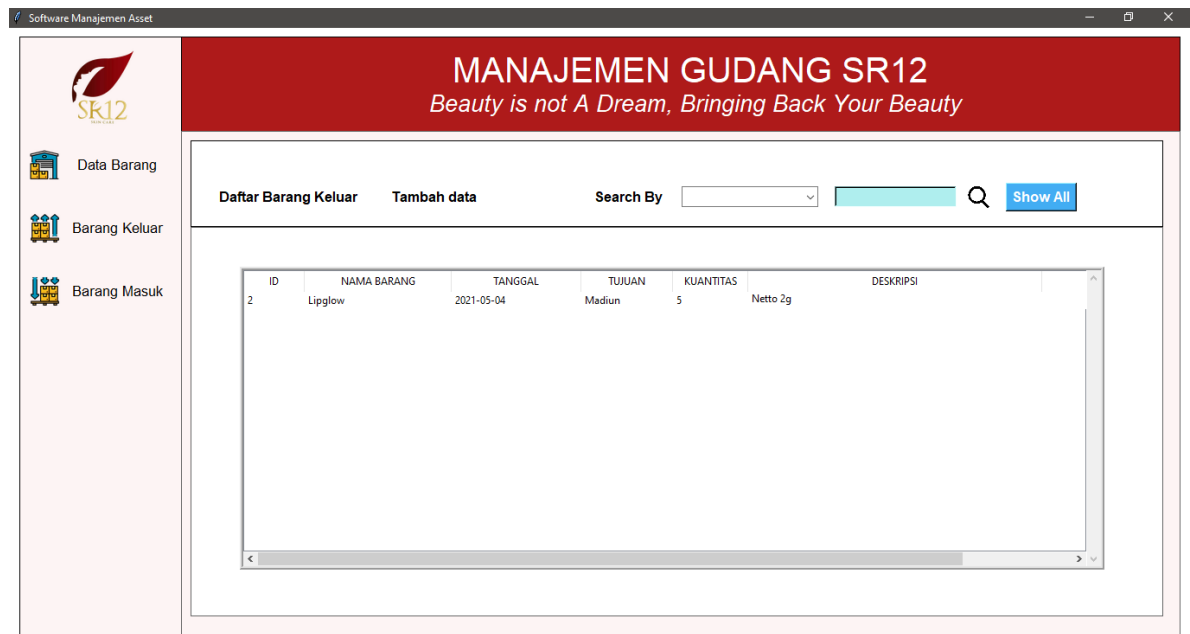 Software Manajemen Asset
SR12
MANAJEMEN GUDANG SR12
Beauty is not A Dream, Bringing Back Your Beauty
Data Barang
Barang Keluar
Barang Masuk
Daftar Barang Keluar Tambah data Search By Show All
ID NAMA BARANG TANGGAL TUJUAN KUANTITAS DESKRIPSI
2 Lipglow 2021-05-04 Madiun 5 Netto 2g